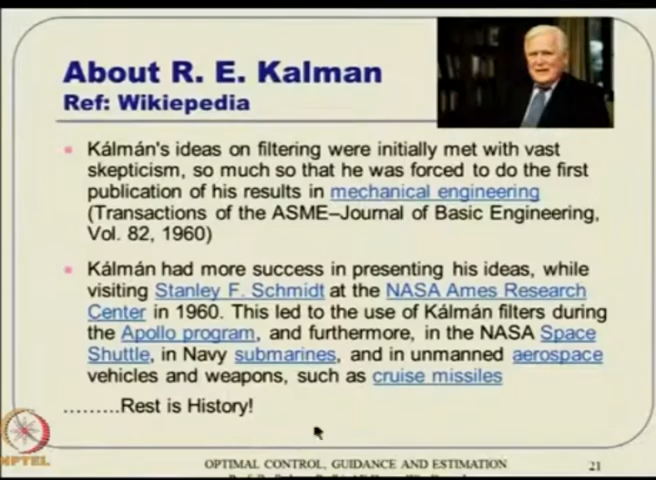 About R. E. Kalman
Ref: Wikiepedia
Kálmán's ideas on filtering were initially met with vast
skepticism, so much so that he was forced to do the first
publication of his results in mechanical engineering
(Transactions of the ASME–Journal of Basic Engineering,
Vol. 82, 1960)
Kálmán had more success in presenting his ideas, while
visiting Stanley F. Schmidt at the NASA Ames Research
Center in 1960. This led to the use of Kálmán filters during
the Apollo program, and furthermore, in the NASA Space
Shuttle, in Navy submarines, and in unmanned aerospace
vehicles and weapons, such as cruise missiles
.........Rest is History!
NPTEL
OPTIMAL CONTROL, GUIDANCE AND ESTIMATION
21